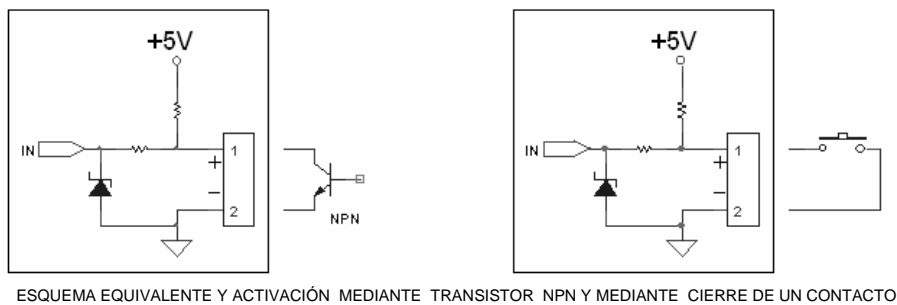 +5V
IN
1
+
−
2
NPN
+5V
IN
1
+
−
2
ESQUEMA EQUIVALENTE Y ACTIVACIÓN MEDIANTE TRANSISTOR NPN Y MEDIANTE CIERRE DE UN CONTACTO